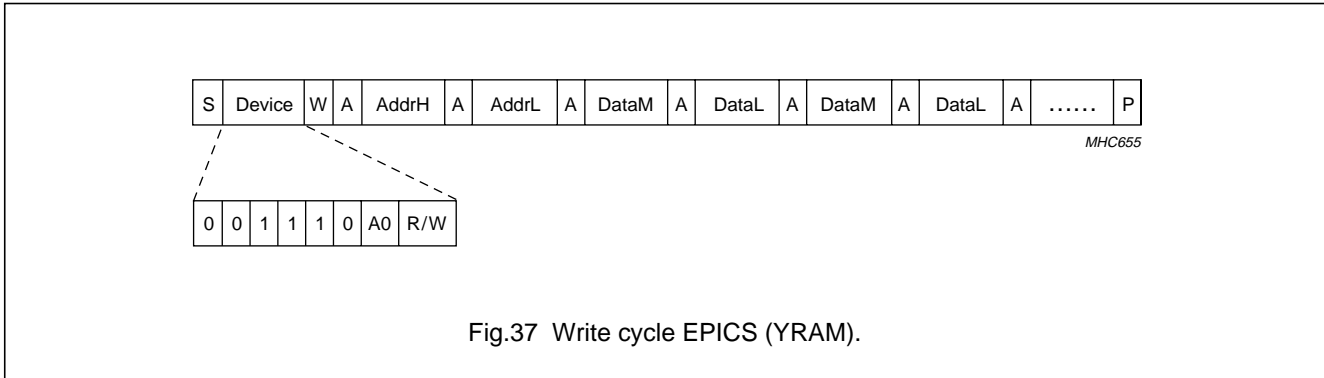 S Device W A AddrH A AddrL A DataM A DataL A DataM A DataL A ...... P
MHC655
0 0 1 1 1 0 A0 R/W
Fig.37 Write cycle EPICS (YRAM).